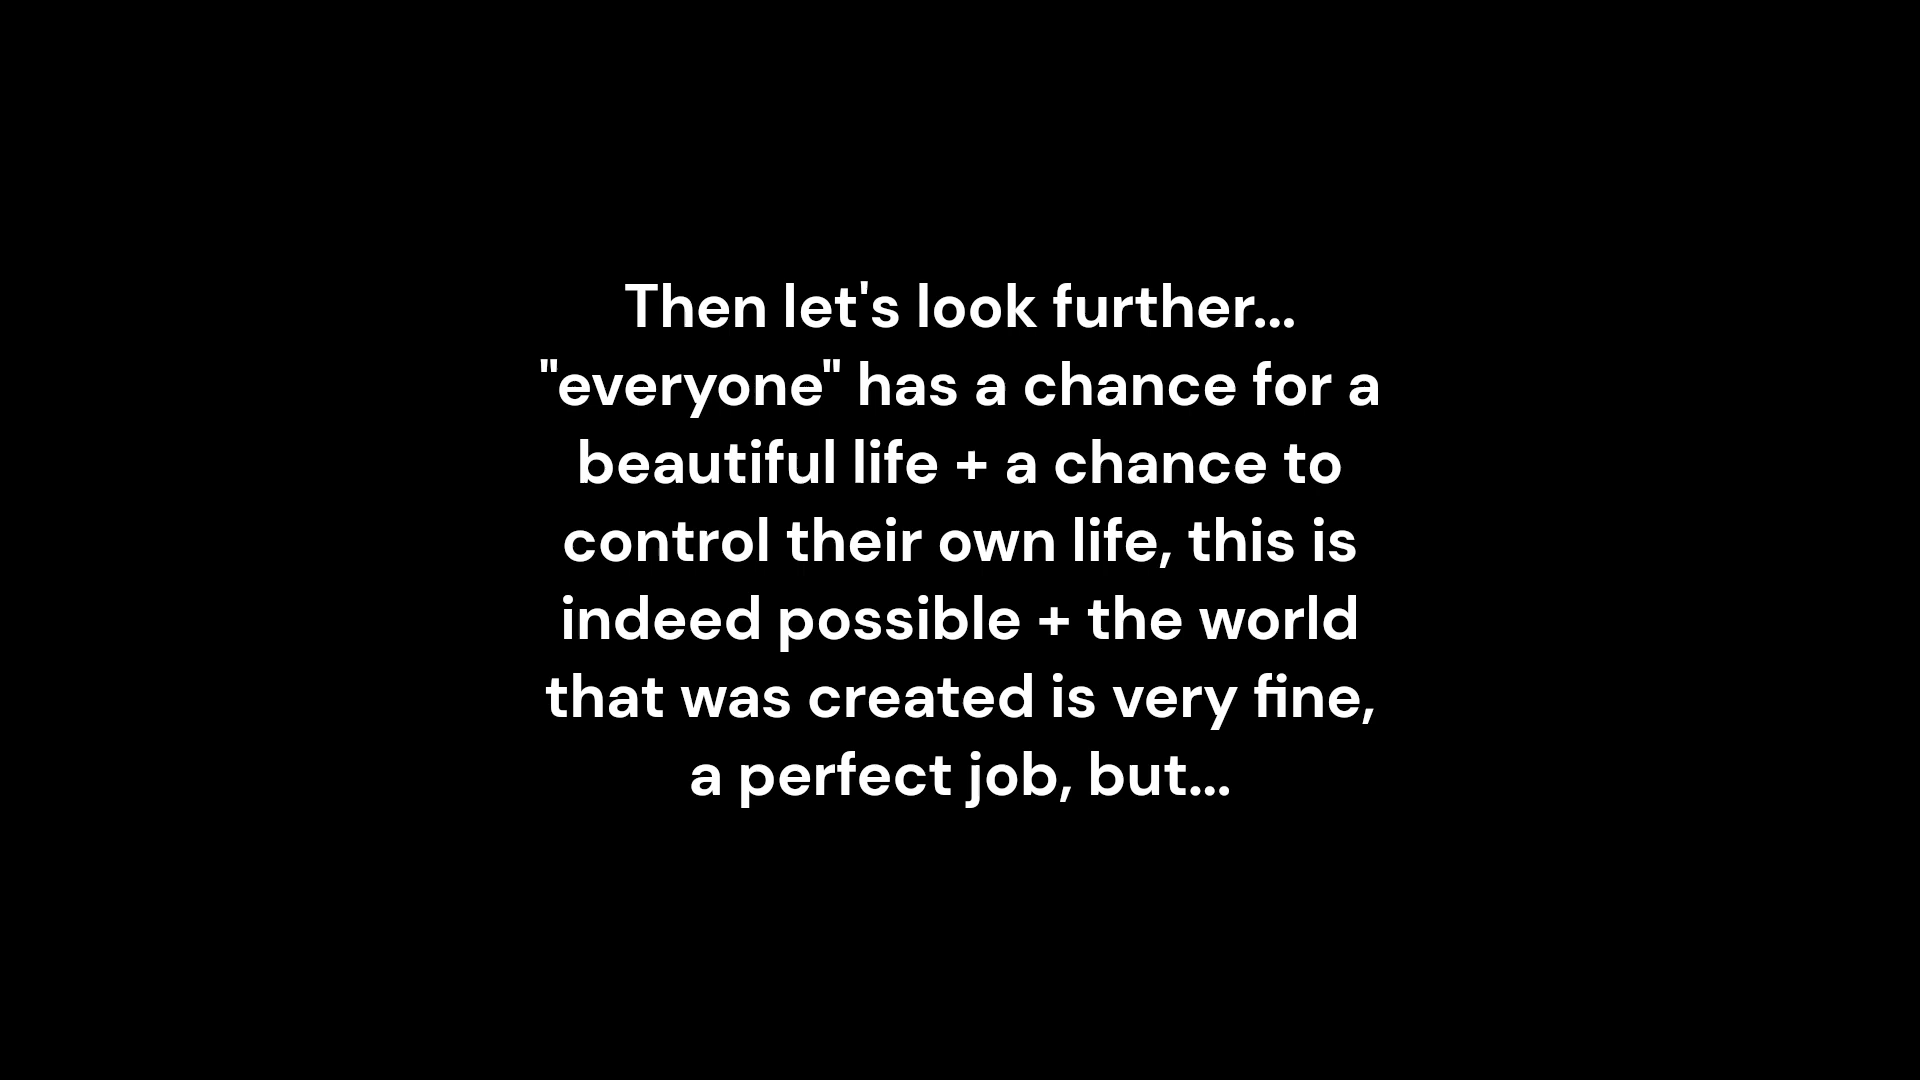 Then let's look further...
"everyone" has a chance for a
beautiful life + a chance to
control their own life, this is
indeed possible + the world
that was created is very fine,
a perfect job, but...